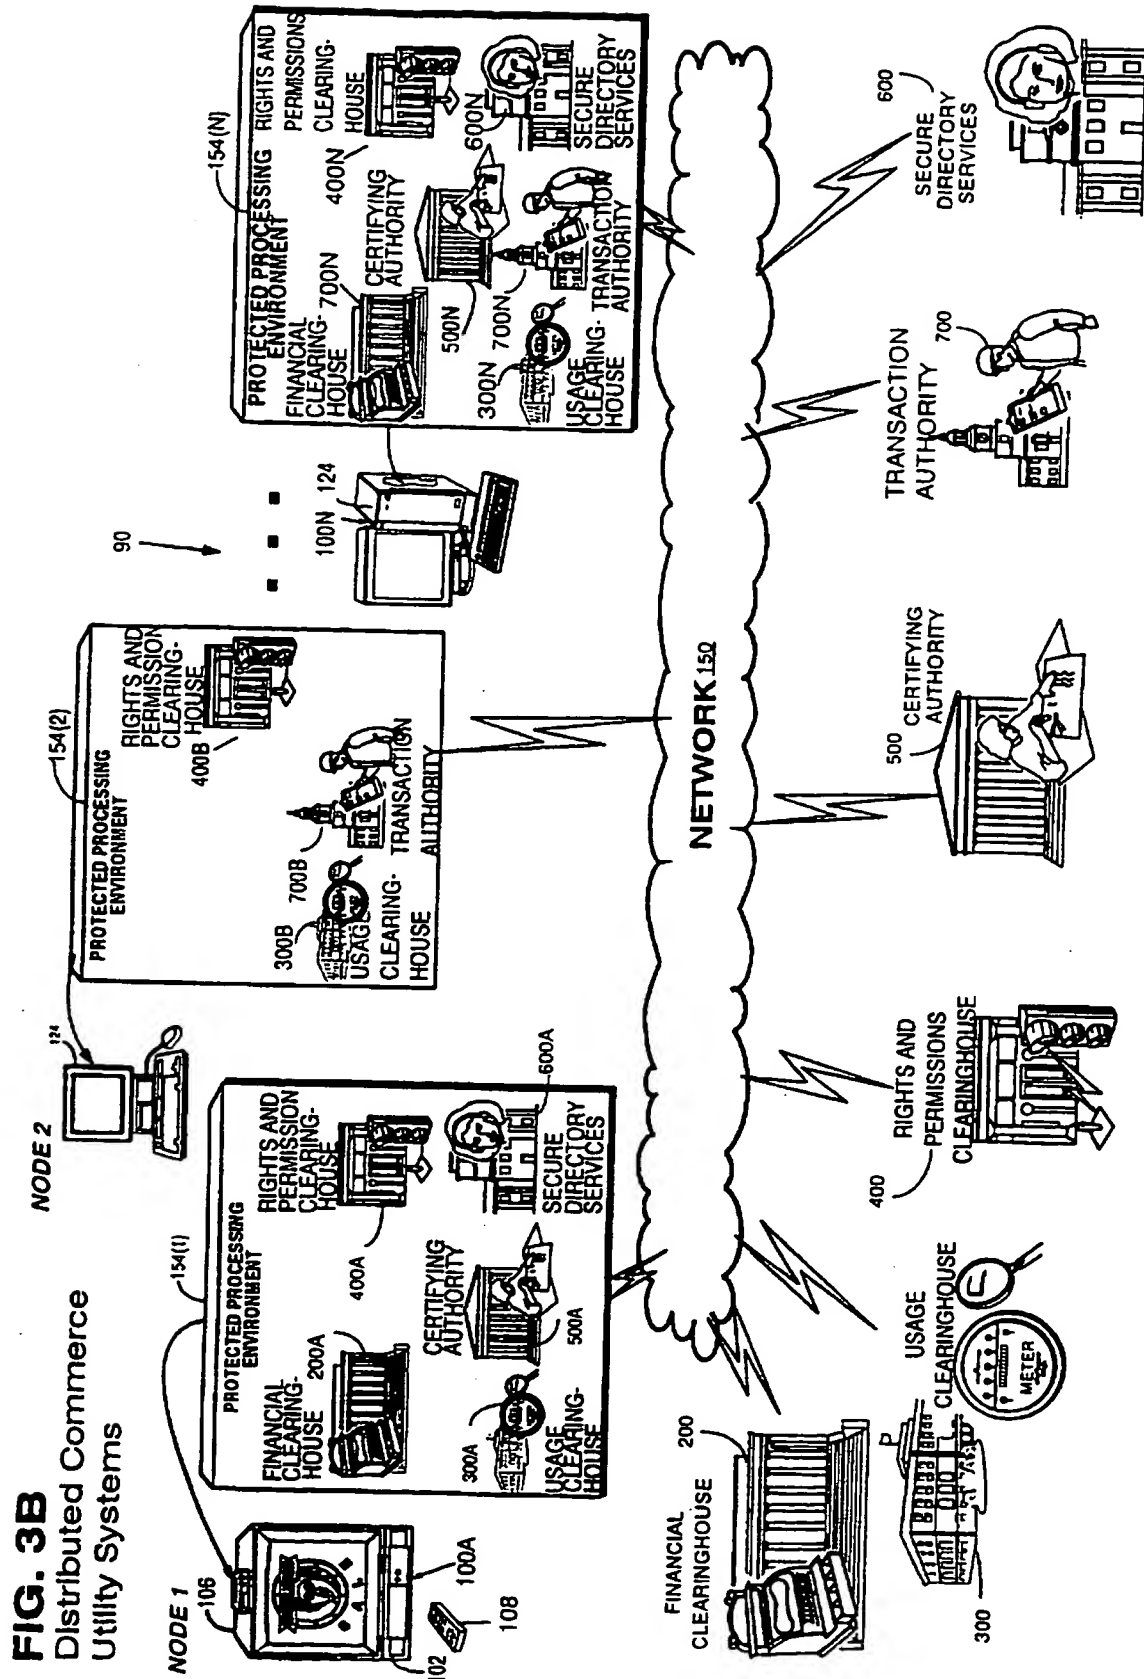 FIG. 3B
Distributed Commerce
Utility Systems
NODE 1
106
102
100A
108
154(1)
PROTECTED PROCESSING
ENVIRONMENT
FINANCIAL
CLEARING-
HOUSE
200A
RIGHTS AND
PERMISSION
CLEARING-
HOUSE
400A
CERTIFYING
AUTHORITY
500A
300A
USAGE
CLEARING-
HOUSE
SECURE
DIRECTORY
SERVICES
600A
NODE 2
124
154(2)
PROTECTED PROCESSING
ENVIRONMENT
RIGHTS AND
PERMISSION
CLEARING-
HOUSE
400B
300B
USAGE
CLEARING-
HOUSE
700B
TRANSACTION
AUTHORITY
90
100N
124
154(N)
PROTECTED PROCESSING
ENVIRONMENT
FINANCIAL
CLEARING-
HOUSE
700N
RIGHTS AND
PERMISSIONS
CLEARING-
HOUSE
400N
CERTIFYING
AUTHORITY
500N
600N
SECURE
DIRECTORY
SERVICES
300N
USAGE
CLEARING-
HOUSE
700N
TRANSACTION
AUTHORITY
NETWORK 150
FINANCIAL
CLEARINGHOUSE
200
300
USAGE
CLEARINGHOUSE
METER
400
RIGHTS AND
PERMISSIONS
CLEARINGHOUSE
500
CERTIFYING
AUTHORITY
TRANSACTION
AUTHORITY
700
SECURE
DIRECTORY
SERVICES
600